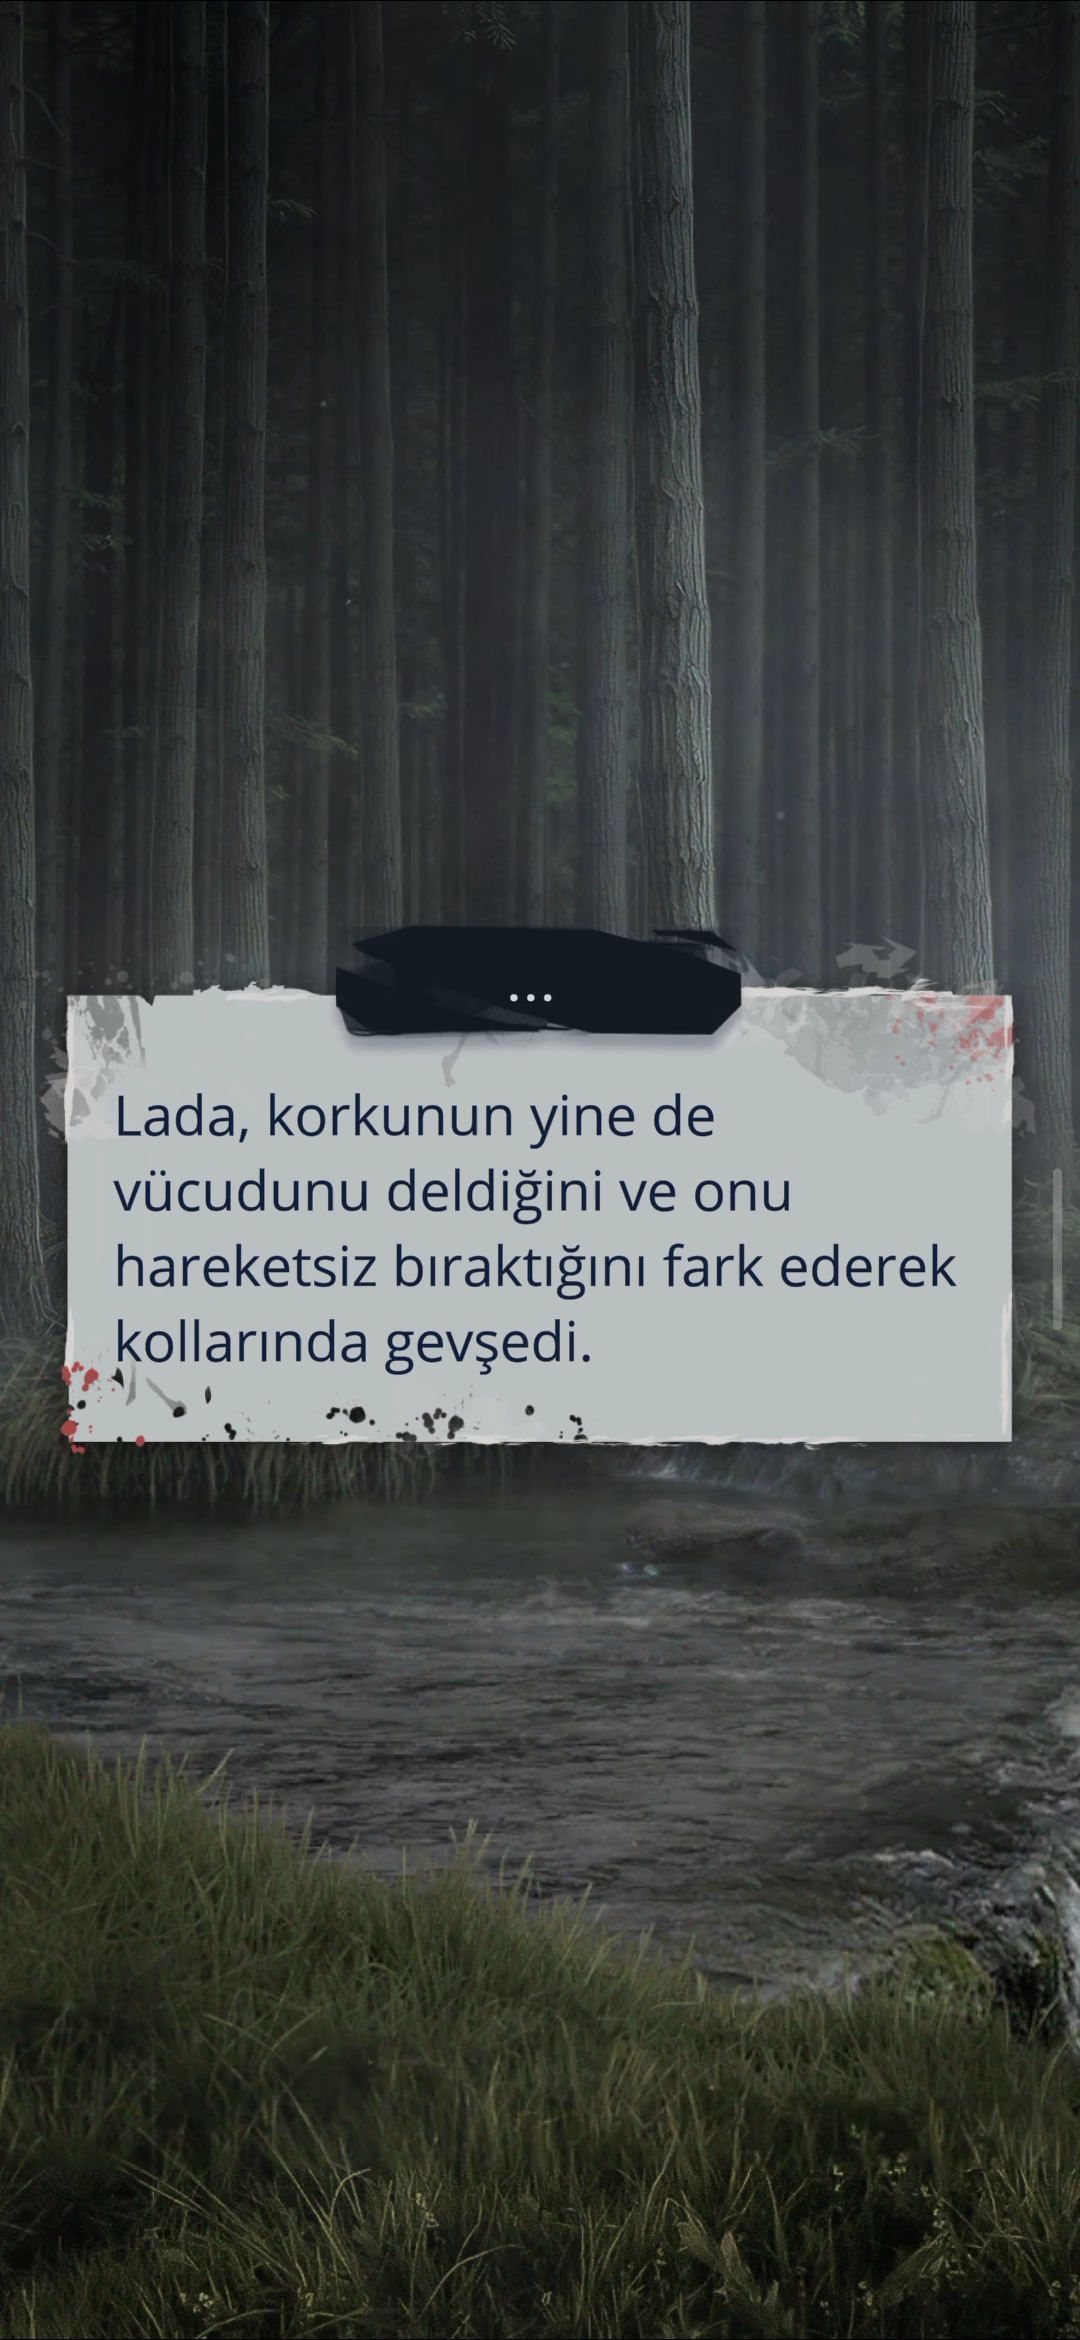 ...
Lada, korkunun yine de
vücudunu deldiğini ve onu
hareketsiz bıraktığını fark ederek
kollarında gevşedi.